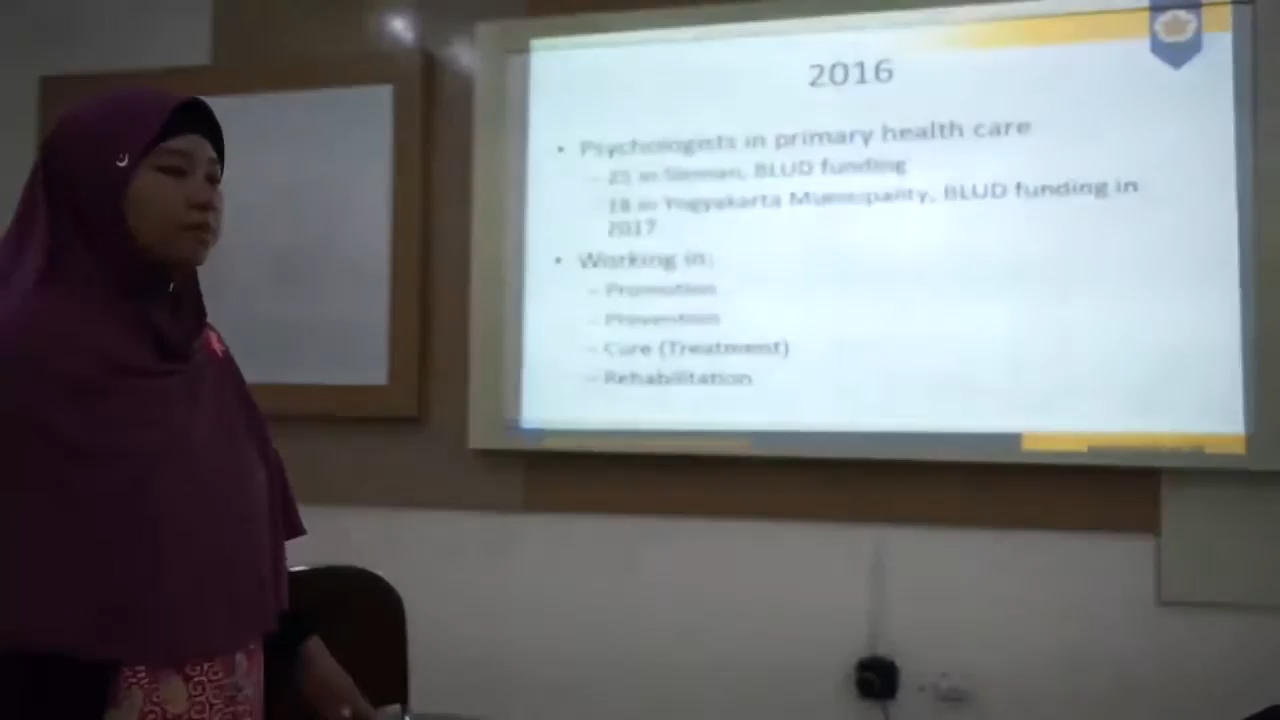 2016
• Psychologists in primary health care
– 25 in Sleman, BLUD funding
18 in Yogyakarta Municipality, BLUD funding in
2017
• Working in:
– Promotion
– Prevention
– Cure (Treatment)
– Rehabilitation